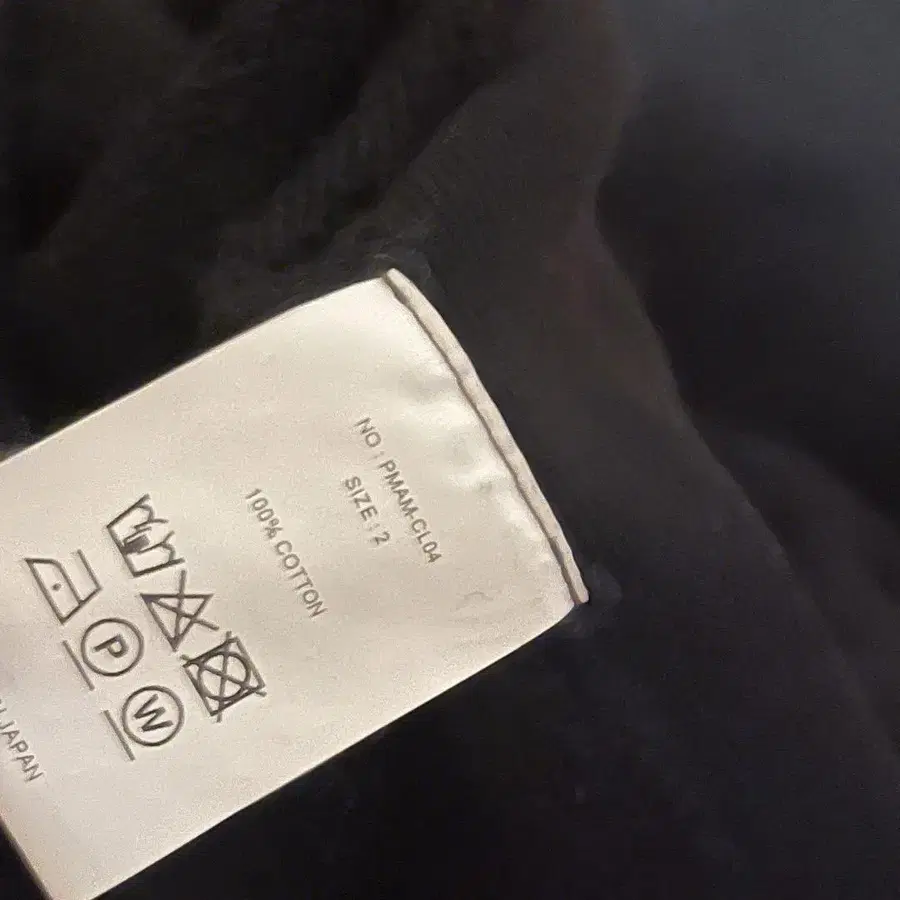 NO : PMAM-CL04
SIZE : 2
100% COTTON
P
W
JAPAN